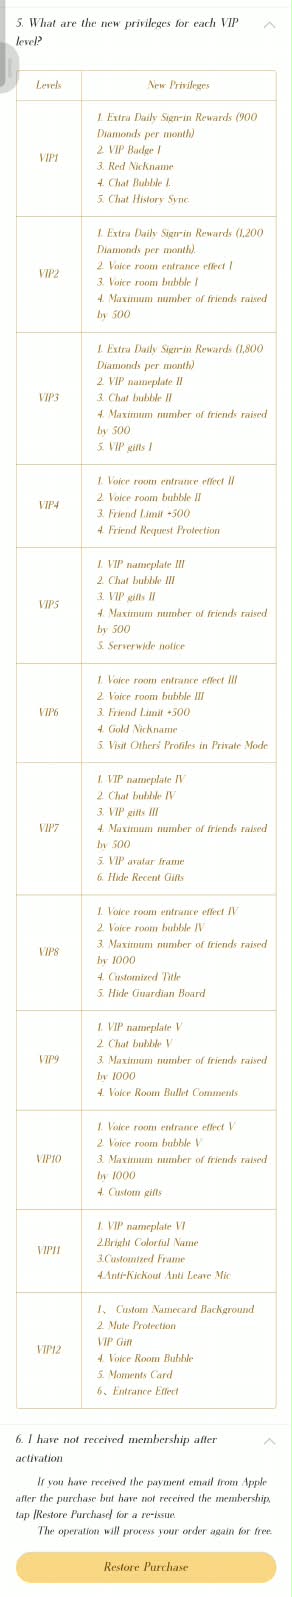 5. What are the new privileges for each VIP
level?
Levels
New Privileges
VIP1
1. Extra Daily Sign-in Rewards (900
Diamonds per month)
2. VIP Badge I
3. Red Nickname
4. Chat Bubble I.
5. Chat History Sync.
VIP2
1. Extra Daily Sign-in Rewards (1,200
Diamonds per month).
2. Voice room entrance effect I
3. Voice room bubble I
4. Maximum number of friends raised
by 500
VIP3
1. Extra Daily Sign-in Rewards (1,800
Diamonds per month)
2. VIP nameplate II
3. Chat bubble II
4. Maximum number of friends raised
by 500
5. VIP gifts I
VIP4
1. Voice room entrance effect II
2. Voice room bubble II
3. Friend Limit +500
4. Friend Request Protection
VIP5
1. VIP nameplate III
2. Chat bubble III
3. VIP gifts II
4. Maximum number of friends raised
by 500
5. Serverwide notice
VIP6
1. Voice room entrance effect III
2. Voice room bubble III
3. Friend Limit +500
4. Gold Nickname
5. Visit Others' Profiles in Private Mode
VIP7
1. VIP nameplate IV
2. Chat bubble IV
3. VIP gifts III
4. Maximum number of friends raised
by 500
5. VIP avatar frame
6. Hide Recent Gifts
VIP8
1. Voice room entrance effect IV
2. Voice room bubble IV
3. Maximum number of friends raised
by 1000
4. Customized Title
5. Hide Guardian Board
VIP9
1. VIP nameplate V
2. Chat bubble V
3. Maximum number of friends raised
by 1000
4. Voice Room Bullet Comments
VIP10
1. Voice room entrance effect V
2. Voice room bubble V
3. Maximum number of friends raised
by 1000
4. Custom gifts
VIP11
1. VIP nameplate VI
2.Bright Colorful Name
3.Customized Frame
4.Anti-Kickout Anti Leave Mic
VIP12
1、 Custom Namecard Background
2. Mute Protection
VIP Gift
4. Voice Room Bubble
5. Moments Card
6、Entrance Effect
6. I have not received membership after
activation
If you have received the payment email from Apple
after the purchase but have not received the membership,
tap [Restore Purchase] for a re-issue.
The operation will process your order again for free.
Restore Purchase